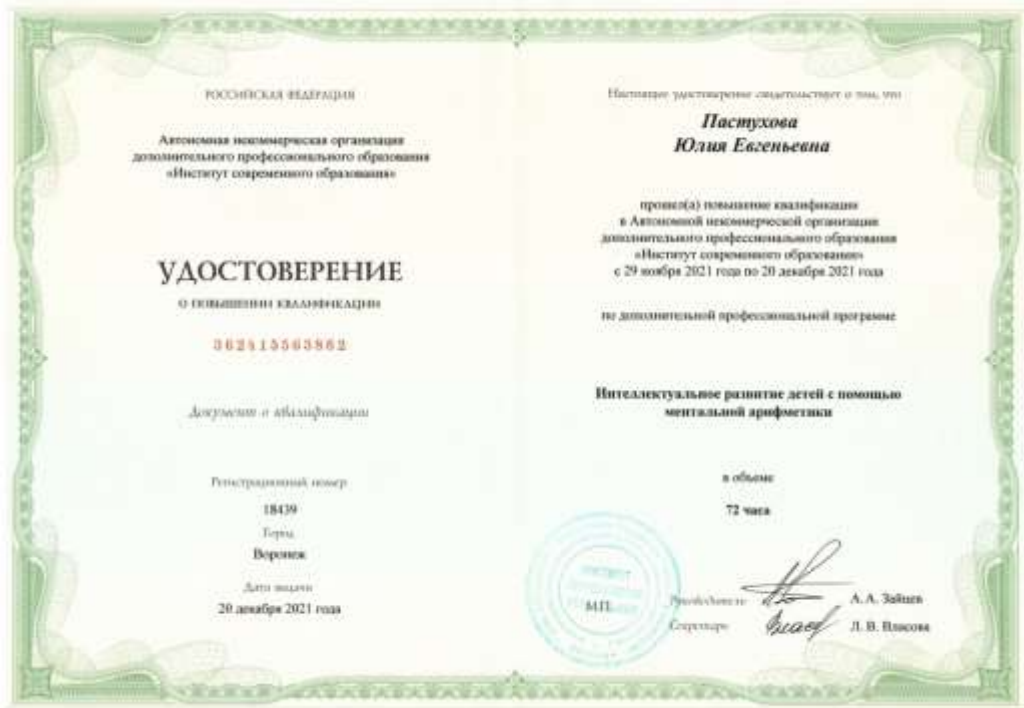 РОССИЙСКАЯ ФЕДЕРАЦИЯ
Автономная некоммерческая организация
дополнительного профессионального образования
«Институт современного образования»
УДОСТОВЕРЕНИЕ
О ПОВЫШЕНИИ КВАЛИФИКАЦИИ
362415563862
Документ о квалификации
Регистрационный номер
18439
Город
Воронеж
Дата выдачи
20 декабря 2021 года
Настоящее удостоверение свидетельствует о том, что
Пастухова
Юлия Евгеньевна
прошел(а) повышение квалификации
в Автономной некоммерческой организации
дополнительного профессионального образования
«Институт современного образования»
с 29 ноября 2021 года по 20 декабря 2021 года
по дополнительной профессиональной программе
Интеллектуальное развитие детей с помощью
ментальной арифметики
в объеме
72 часа
М.П.
Руководитель А. А. Зайцев
Секретарь Л. В. Власова